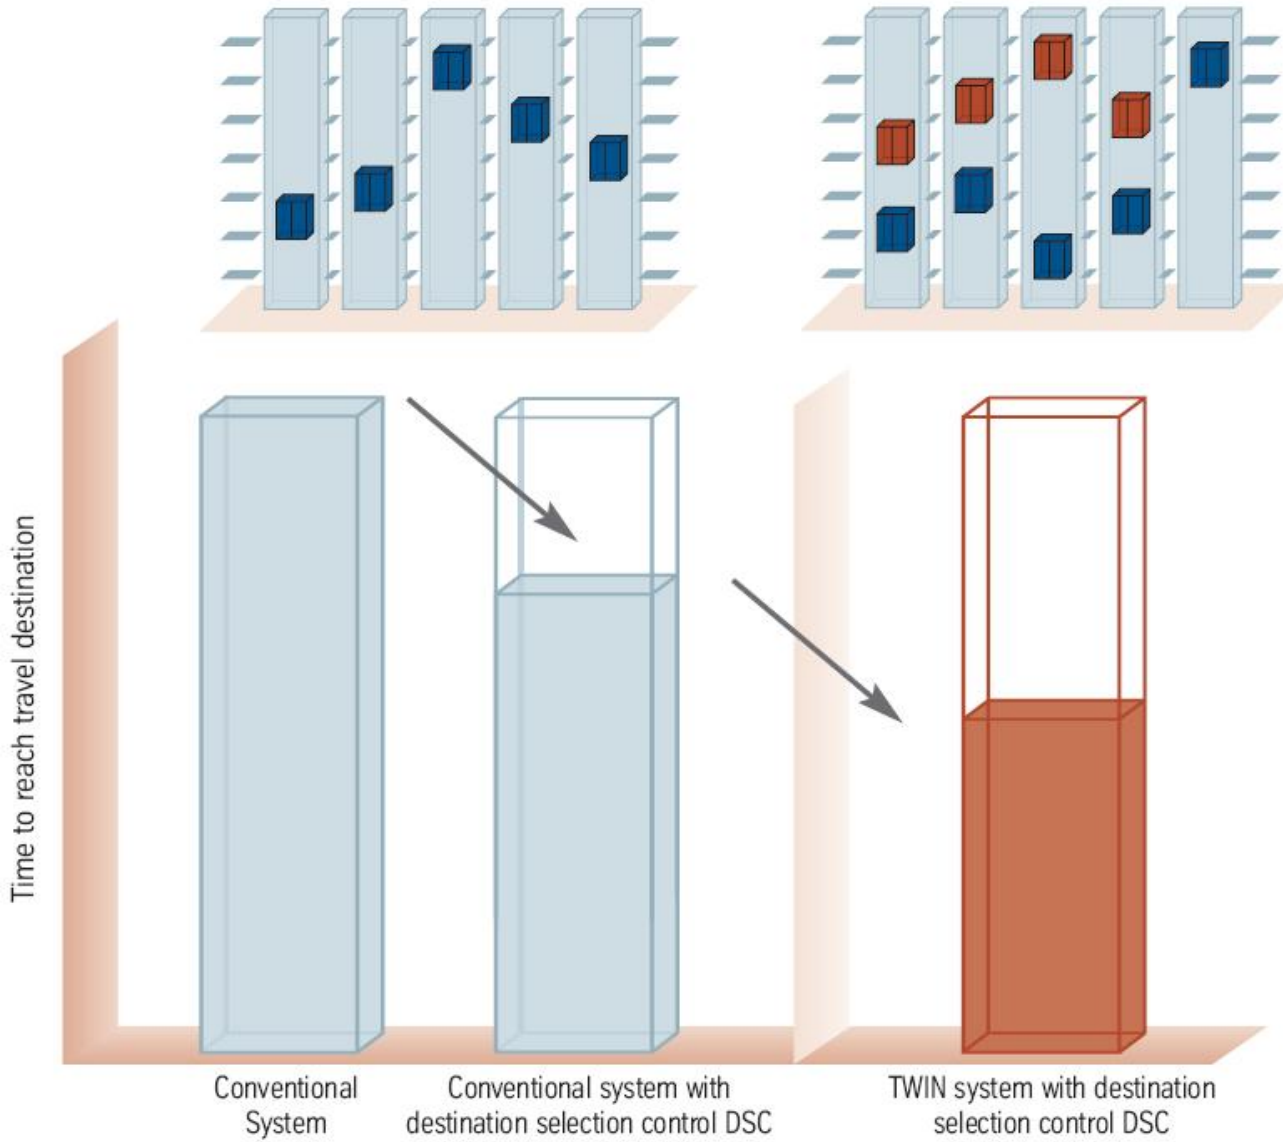 Time to reach travel destination
Conventional
System
Conventional system with
destination selection control DSC
TWIN system with destination
selection control DSC